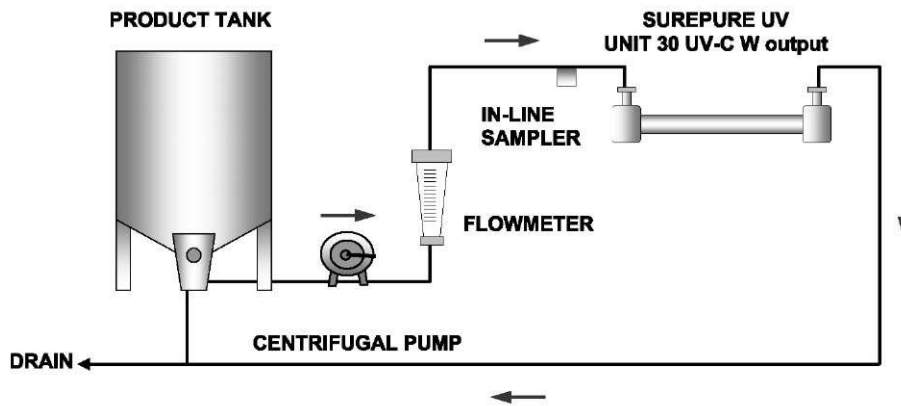 PRODUCT TANK
SUREPURE UV
UNIT 30 UV-C W output
IN-LINE
SAMPLER
FLOWMETER
CENTRIFUGAL PUMP
DRAIN